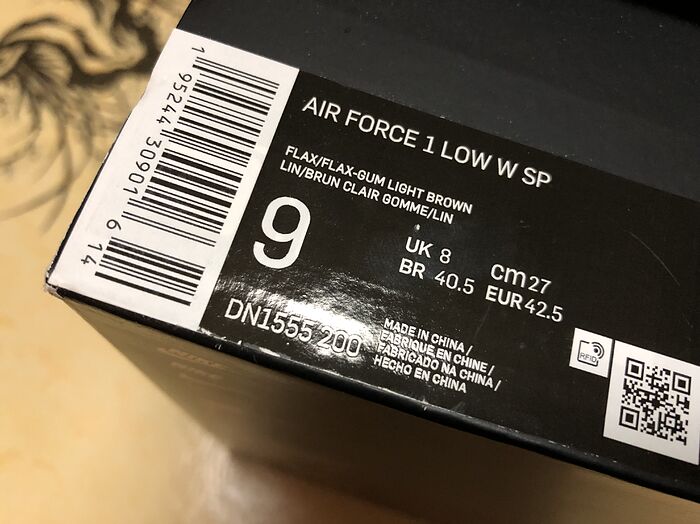 AIR FORCE 1 LOW W SP
FLAX/FLAX-GUM LIGHT BROWN
LIN/BRUN CLAIR GOMME/LIN
9
UK 8
cm 27
BR 40.5
EUR 42.5
DN1555 200
MADE IN CHINA /
FABRIQUE EN CHINE /
FABRICADO NA CHINA /
HECHO EN CHINA
RFID
1 95244 30901 6 14